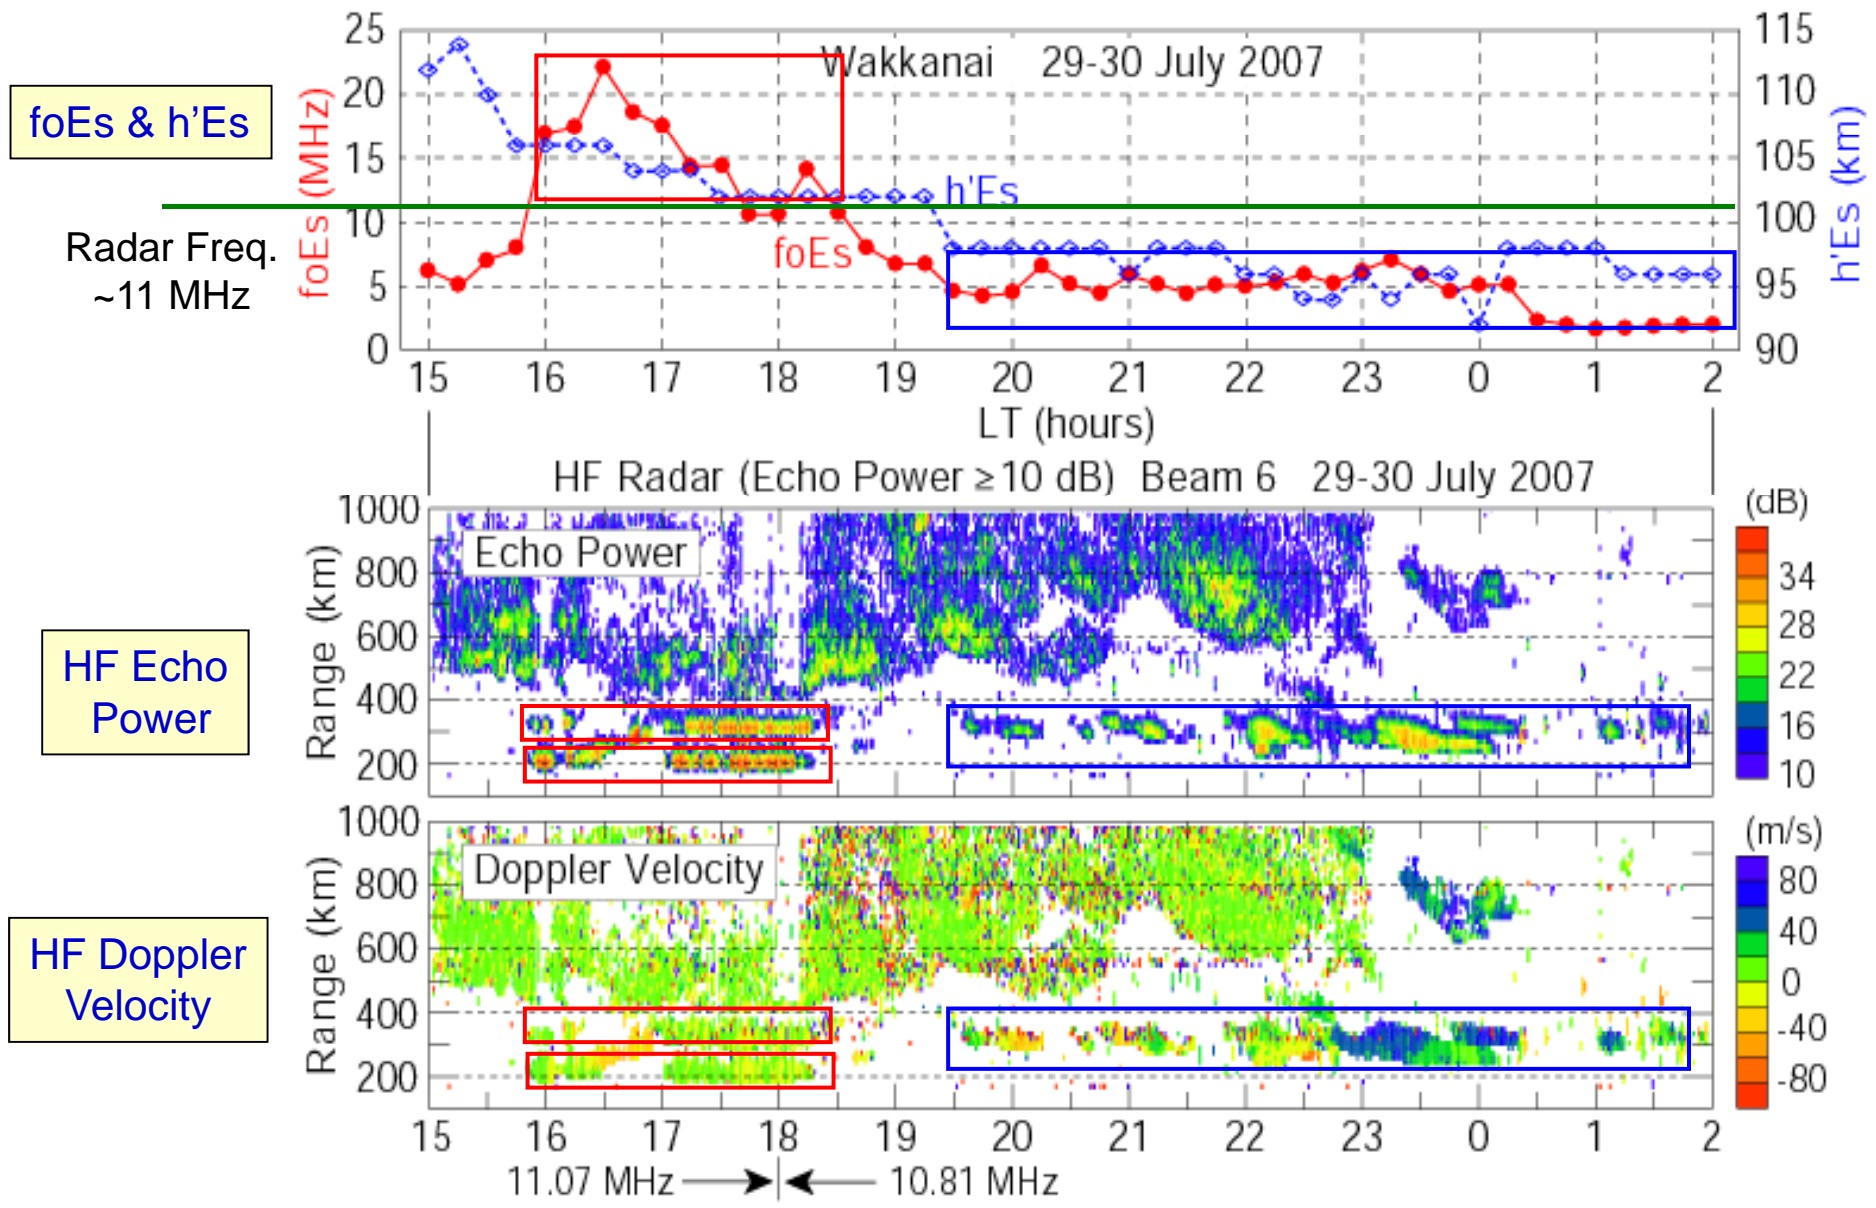 foEs & h'Es
Radar Freq.
~11 MHz
foEs (MHz)
25
20
15
10
5
0
Wakkanai 29-30 July 2007
h'Es
foEs
115
110
105
100
95
90
h'Es (km)
15 16 17 18 19 20 21 22 23 0 1 2
LT (hours)
HF Radar (Echo Power ≥10 dB) Beam 6 29-30 July 2007
HF Echo
Power
Range (km)
1000
800
600
400
200
Echo Power
(dB)
34
28
22
16
10
HF Doppler
Velocity
Range (km)
1000
800
600
400
200
Doppler Velocity
(m/s)
80
40
0
-40
-80
15 16 17 18 19 20 21 22 23 0 1 2
11.07 MHz 10.81 MHz